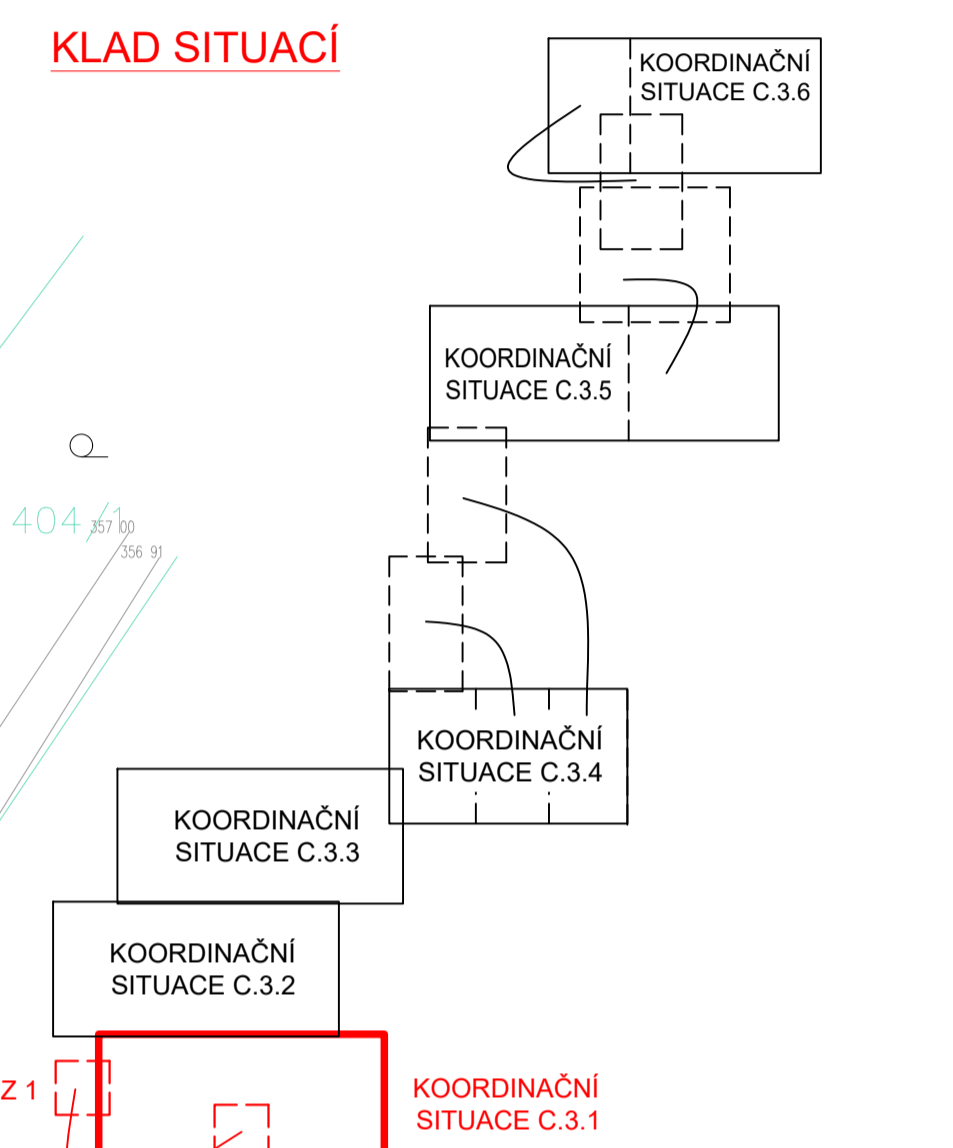 KLAD SITUACÍ
KOORDINAČNÍ
SITUACE C.3.6
KOORDINAČNÍ
SITUACE C.3.5
404/1
357 00
356 91
KOORDINAČNÍ
SITUACE C.3.4
KOORDINAČNÍ
SITUACE C.3.3
KOORDINAČNÍ
SITUACE C.3.2
Z 1
KOORDINAČNÍ
SITUACE C.3.1